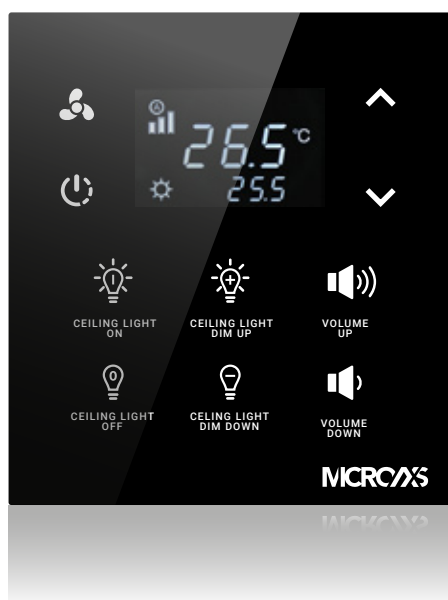 A
26.5 °C
25.5
CEILING LIGHT
ON
CEILING LIGHT
DIM UP
VOLUME
UP
CEILING LIGHT
OFF
CELING LIGHT
DIM DOWN
VOLUME
DOWN